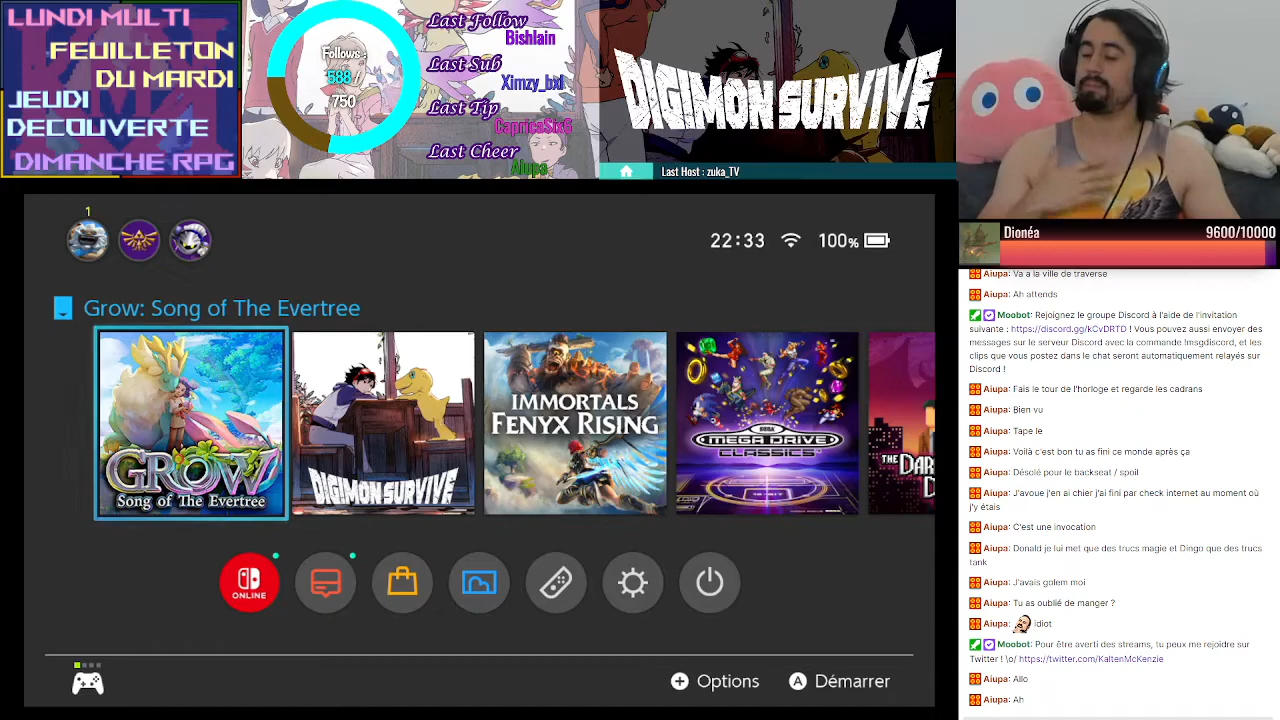 LUNDI MULTI
FEUILLETON
DU MARDI
JEUDI
DECOUVERTE
DIMANCHE RPG
Follows :
588 /
750
Last Follow
Bishlain
Last Sub
Ximzy_bxl
Last Tip
CapricaSix6
Last Cheer
Aiupa
DIGIMON SURVIVE
Last Host : zuka_TV
Dionéa 9600/10000
1
22:33 100%
Grow: Song of The Evertree
GROW
Song of The Evertree
DIGIMON SURVIVE
IMMORTALS
FENYX RISING
SEGA
MEGA DRIVE
CLASSICS
16-BIT
THE DAR
ONLINE
Options
Démarrer
Aiupa: Va a la ville de traverse
Aiupa: Ah attends
Moobot: Rejoignez le groupe Discord à l'aide de l'invitation
suivante : https://discord.gg/kCvDRTD ! Vous pouvez aussi envoyer des
messages sur le serveur Discord avec la commande !msgdiscord, et les
clips que vous postez dans le chat seront automatiquement relayés sur
Discord !
Aiupa: Fais le tour de l'horloge et regarde les cadrans
Aiupa: Bien vu
Aiupa: Tape le
Aiupa: Voilà c'est bon tu as fini ce monde après ça
Aiupa: Désolé pour le backseat / spoil
Aiupa: J'avoue j'en ai chier j'ai fini par check internet au moment où
j'y étais
Aiupa: C'est une invocation
Aiupa: Donald je lui met que des trucs magie et Dingo que des trucs
tank
Aiupa: J'avais golem moi
Aiupa: Tu as oublié de manger ?
Aiupa: idiot
Moobot: Pour être averti des streams, tu peux me rejoindre sur
Twitter ! \o/ https://twitter.com/KaltenMcKenzie
Aiupa: Allo
Aiupa: Ah